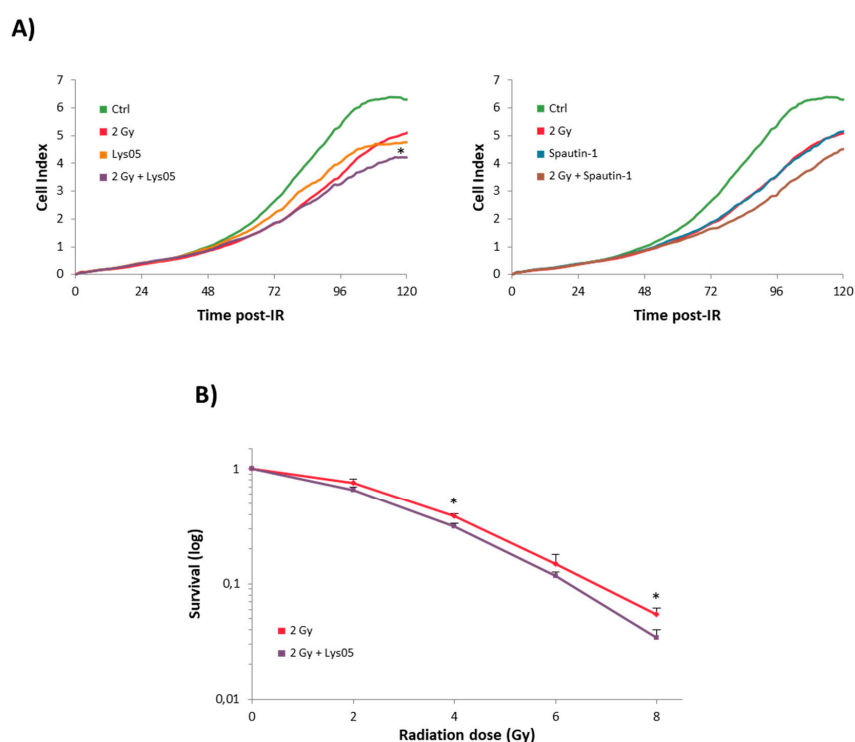 A)
Cell Index
7
6
5
4
3
2
1
0
Ctrl
2 Gy
Lys05
2 Gy + Lys05
*
0 24 48 72 96 120
Time post-IR
Cell Index
7
6
5
4
3
2
1
0
Ctrl
2 Gy
Spautin-1
2 Gy + Spautin-1
0 24 48 72 96 120
Time post-IR
B)
Survival (log)
1
0,1
0,01
*
*
2 Gy
2 Gy + Lys05
0 2 4 6 8
Radiation dose (Gy)